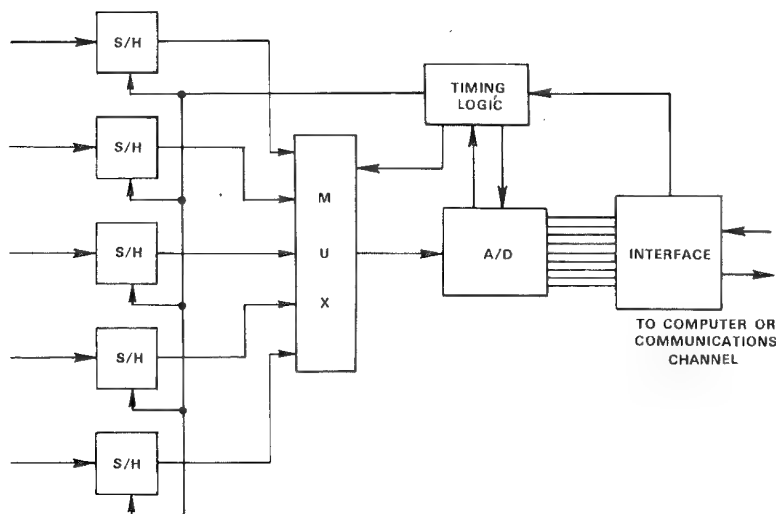 S/H
TIMING
LOGIC
S/H
M
U
X
S/H
A/D
INTERFACE
S/H
TO COMPUTER OR
COMMUNICATIONS
CHANNEL
S/H